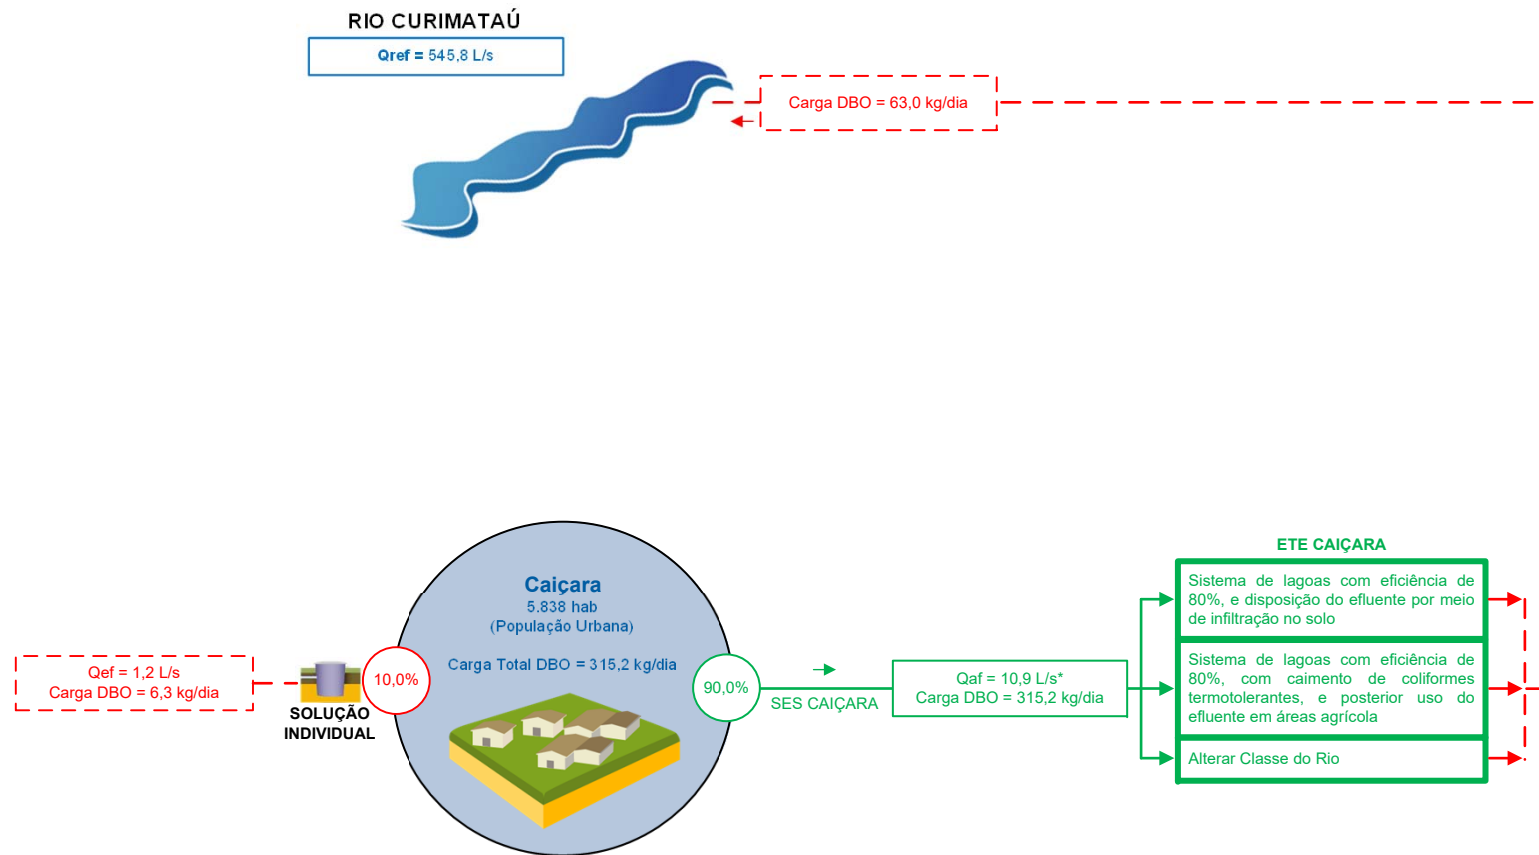 RIO CURIMATAÚ
Qref = 545,8 L/s
Carga DBO = 63,0 kg/dia
ETE CAIÇARA
Sistema de lagoas com eficiência de
80%, e disposição do efluente por meio
de infiltração no solo
Sistema de lagoas com eficiência de
80%, com caimento de coliformes
termotolerantes, e posterior uso do
efluente em áreas agrícola
Alterar Classe do Rio
Caiçara
5.838 hab
(População Urbana)
Carga Total DBO = 315,2 kg/dia
Qef = 1,2 L/s
Carga DBO = 6,3 kg/dia
10,0%
SOLUÇÃO
INDIVIDUAL
90,0%
SES CAIÇARA
Qaf = 10,9 L/s*
Carga DBO = 315,2 kg/dia